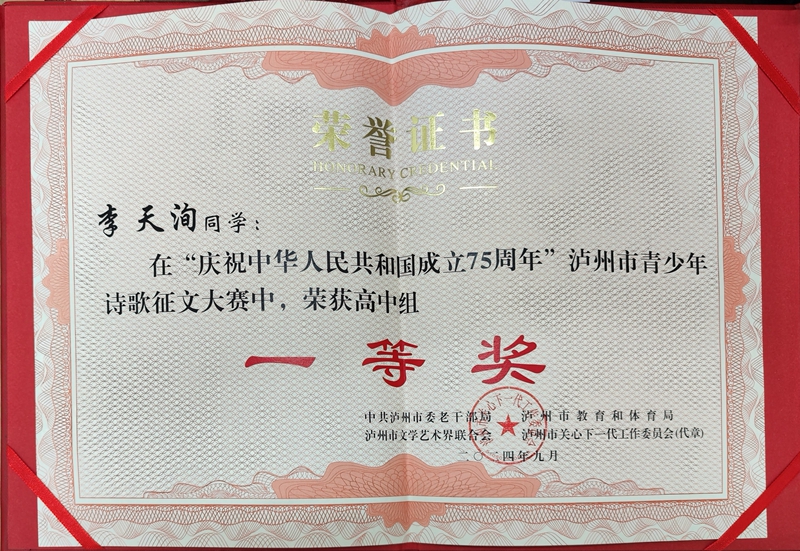 荣誉证书
HONORARY CREDENTIAL
李天洵同学：
在“庆祝中华人民共和国成立75周年”泸州市青少年
诗歌征文大赛中，荣获高中组
一等奖
中共泸州市委老干部局 泸州市教育和体育局
泸州市文学艺术界联合会 泸州市关心下一代工作委员会(代章)
二〇二四年九月